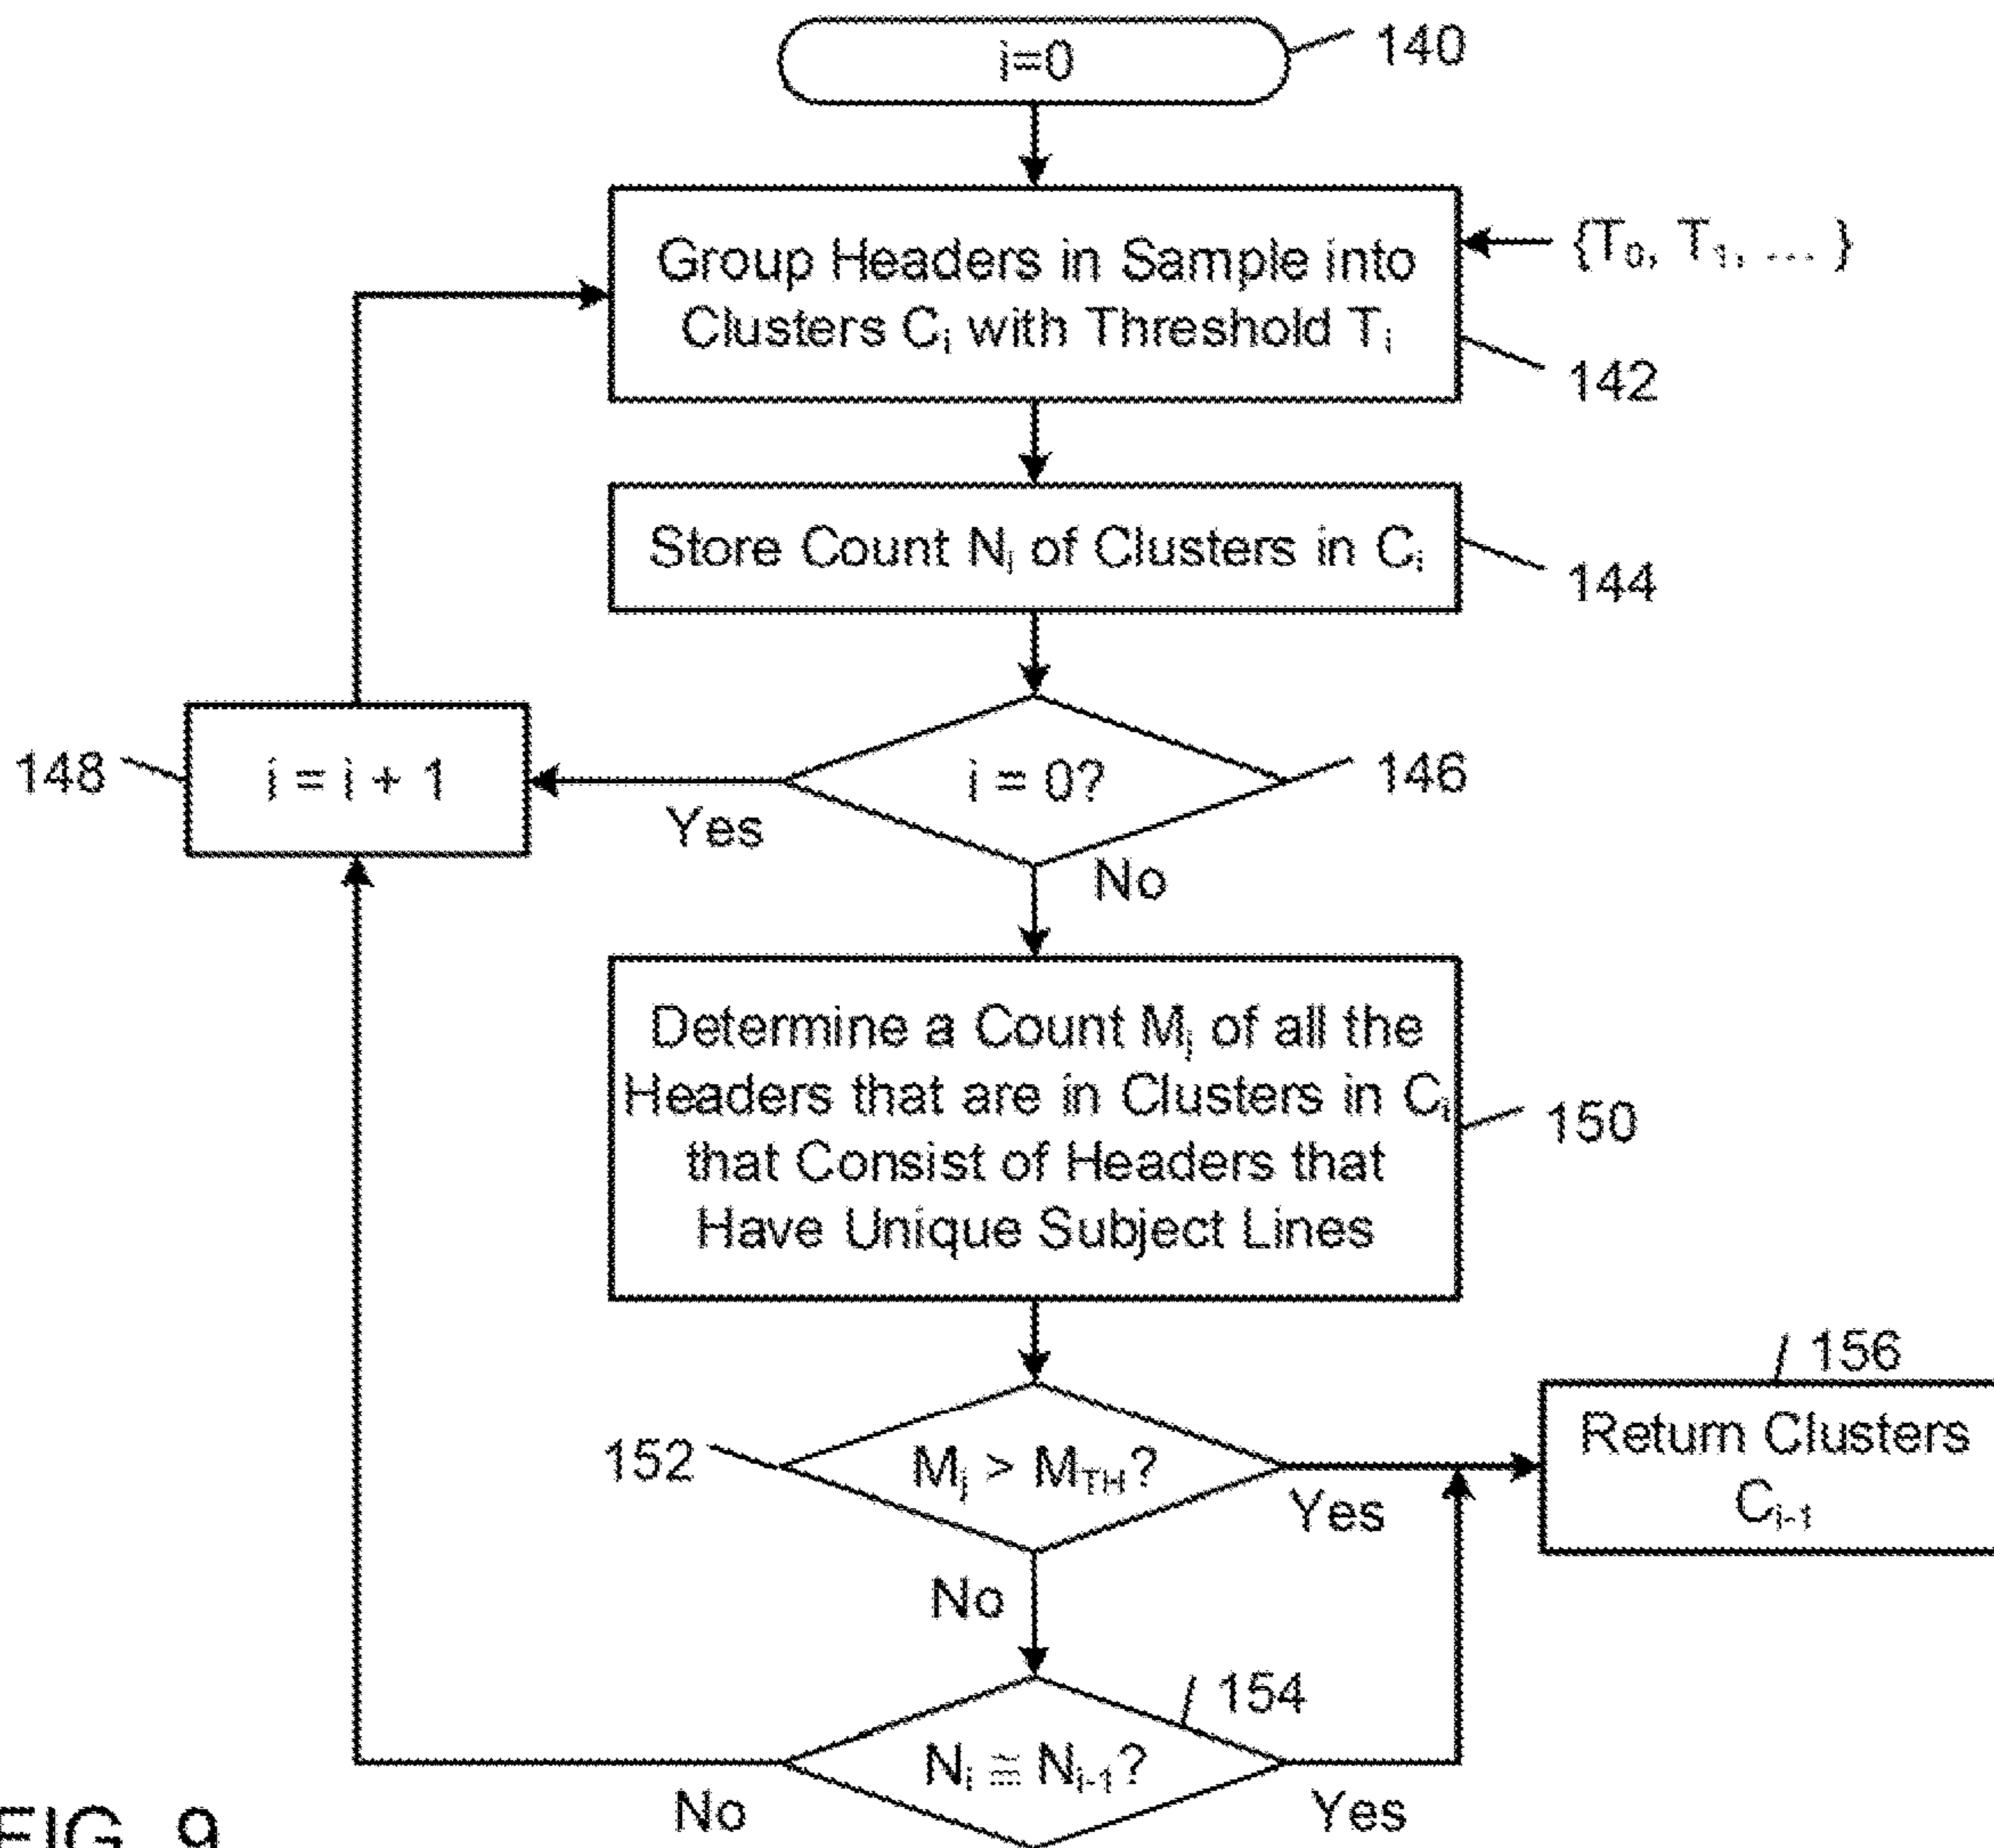 i=0
140
Group Headers in Sample into
Clusters Cᵢ with Threshold Tᵢ
{T₀, T₁, ... }
142
Store Count Nᵢ of Clusters in Cᵢ
144
148
i = i + 1
i = 0?
146
Yes
No
Determine a Count Mᵢ of all the
Headers that are in Clusters in Cᵢ
that Consist of Headers that
Have Unique Subject Lines
150
156
152
Mᵢ > M_TH?
Yes
Return Clusters
Cᵢ₋₁
No
154
Nᵢ ≅ Nᵢ₋₁?
No
Yes
FIG. 9